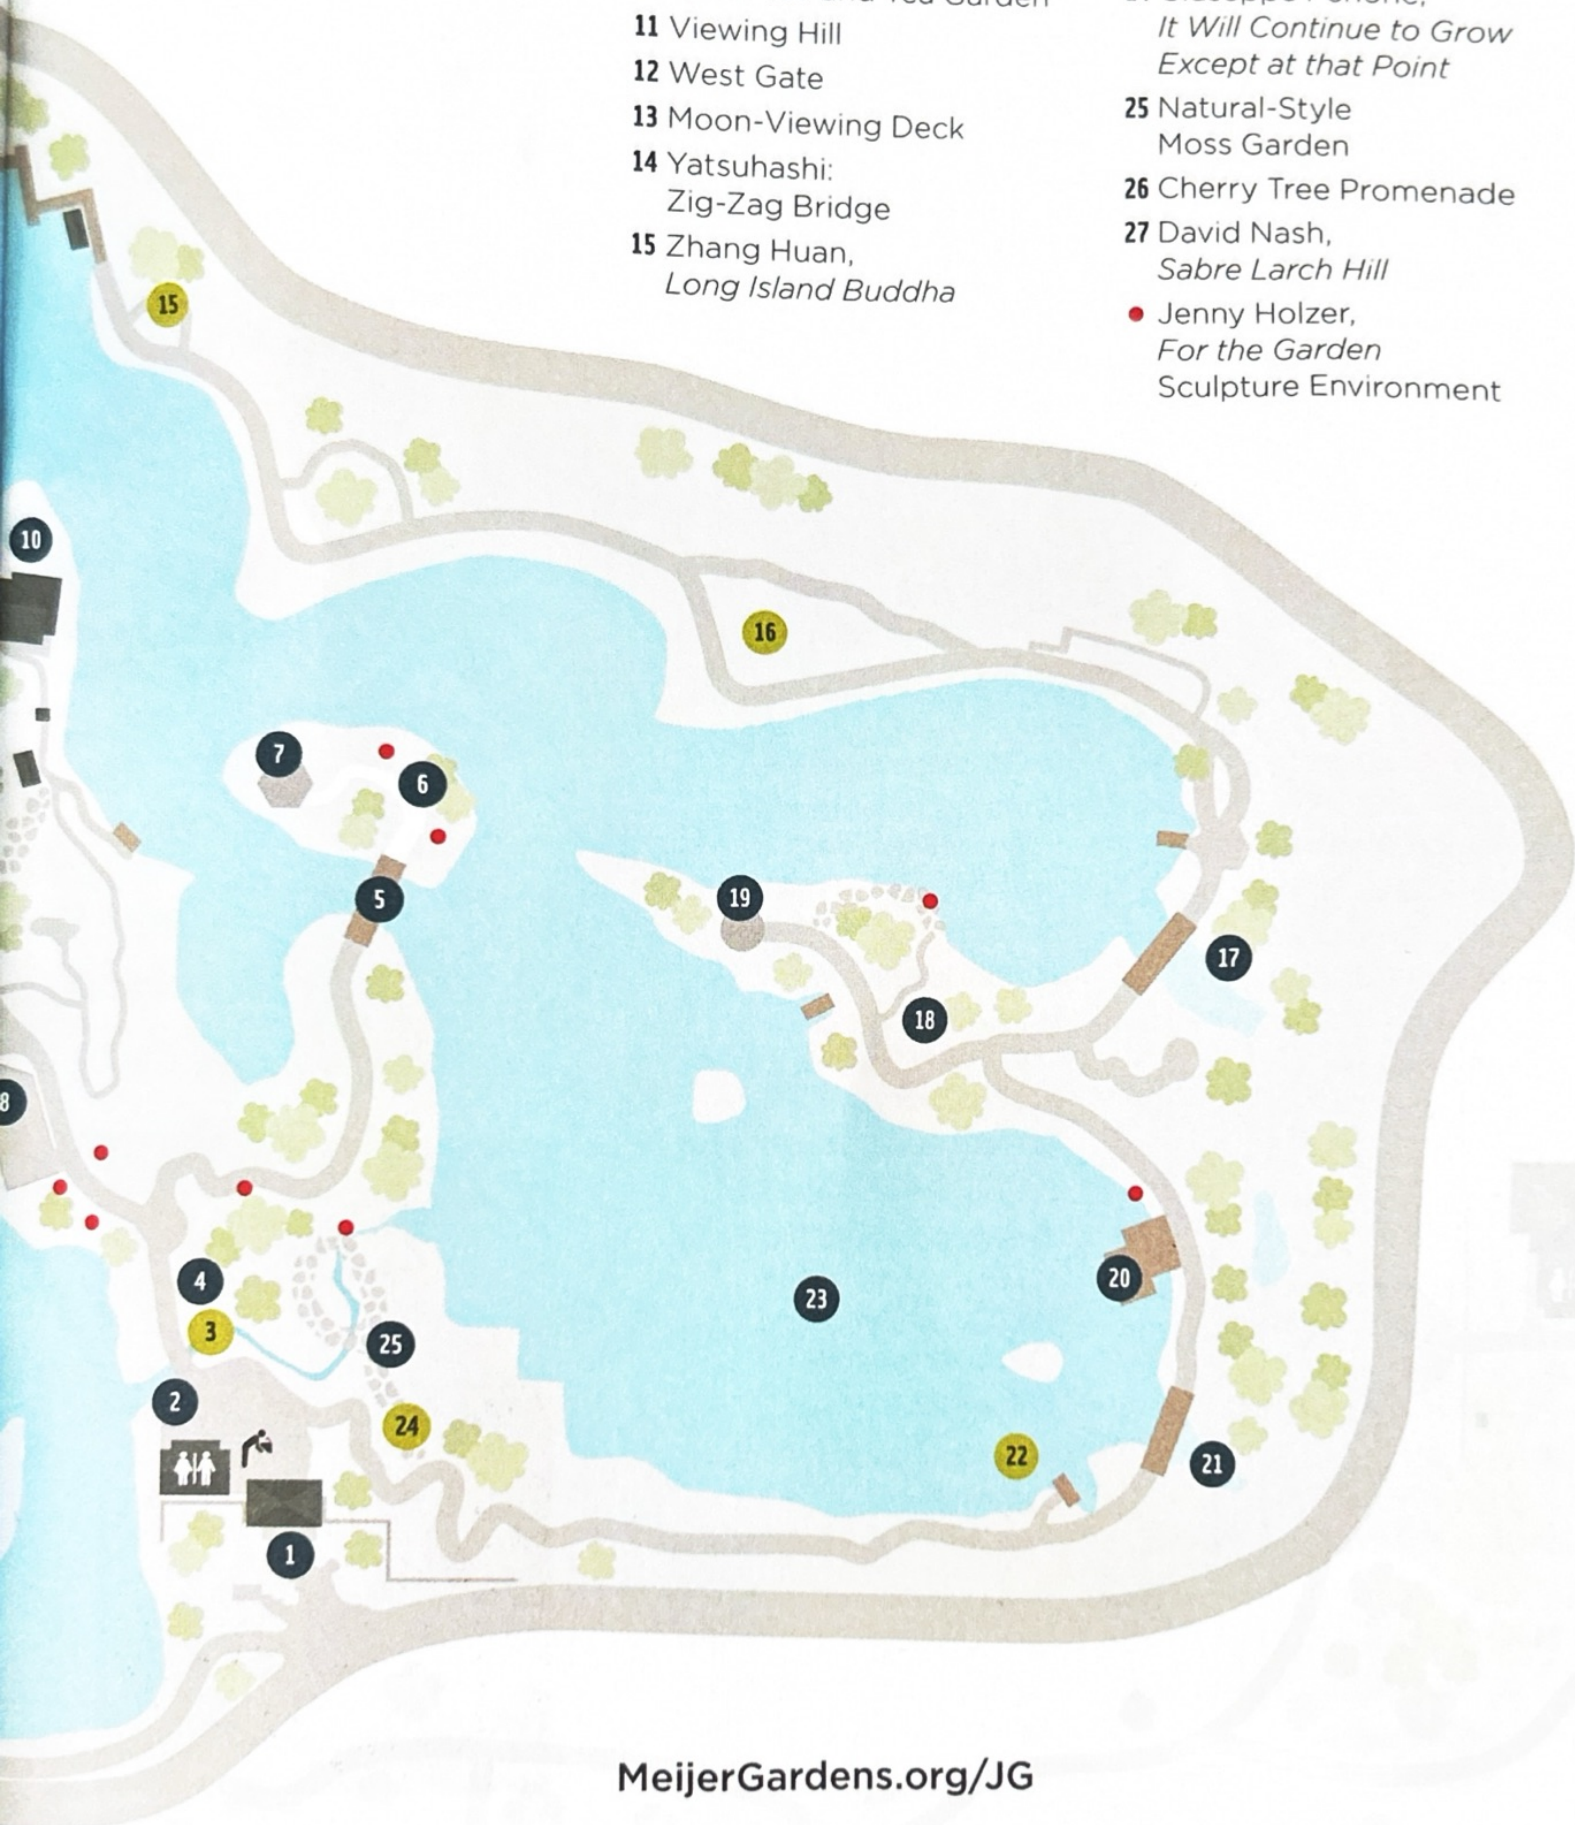 11 Viewing Hill
12 West Gate
13 Moon-Viewing Deck
14 Yatsuhashi:
Zig-Zag Bridge
15 Zhang Huan,
Long Island Buddha
It Will Continue to Grow
Except at that Point
25 Natural-Style
Moss Garden
26 Cherry Tree Promenade
27 David Nash,
Sabre Larch Hill
Jenny Holzer,
For the Garden
Sculpture Environment
15
10
16
7
6
5
19
17
18
8
4
3
25
2
24
23
20
22
21
1
MeijerGardens.org/JG